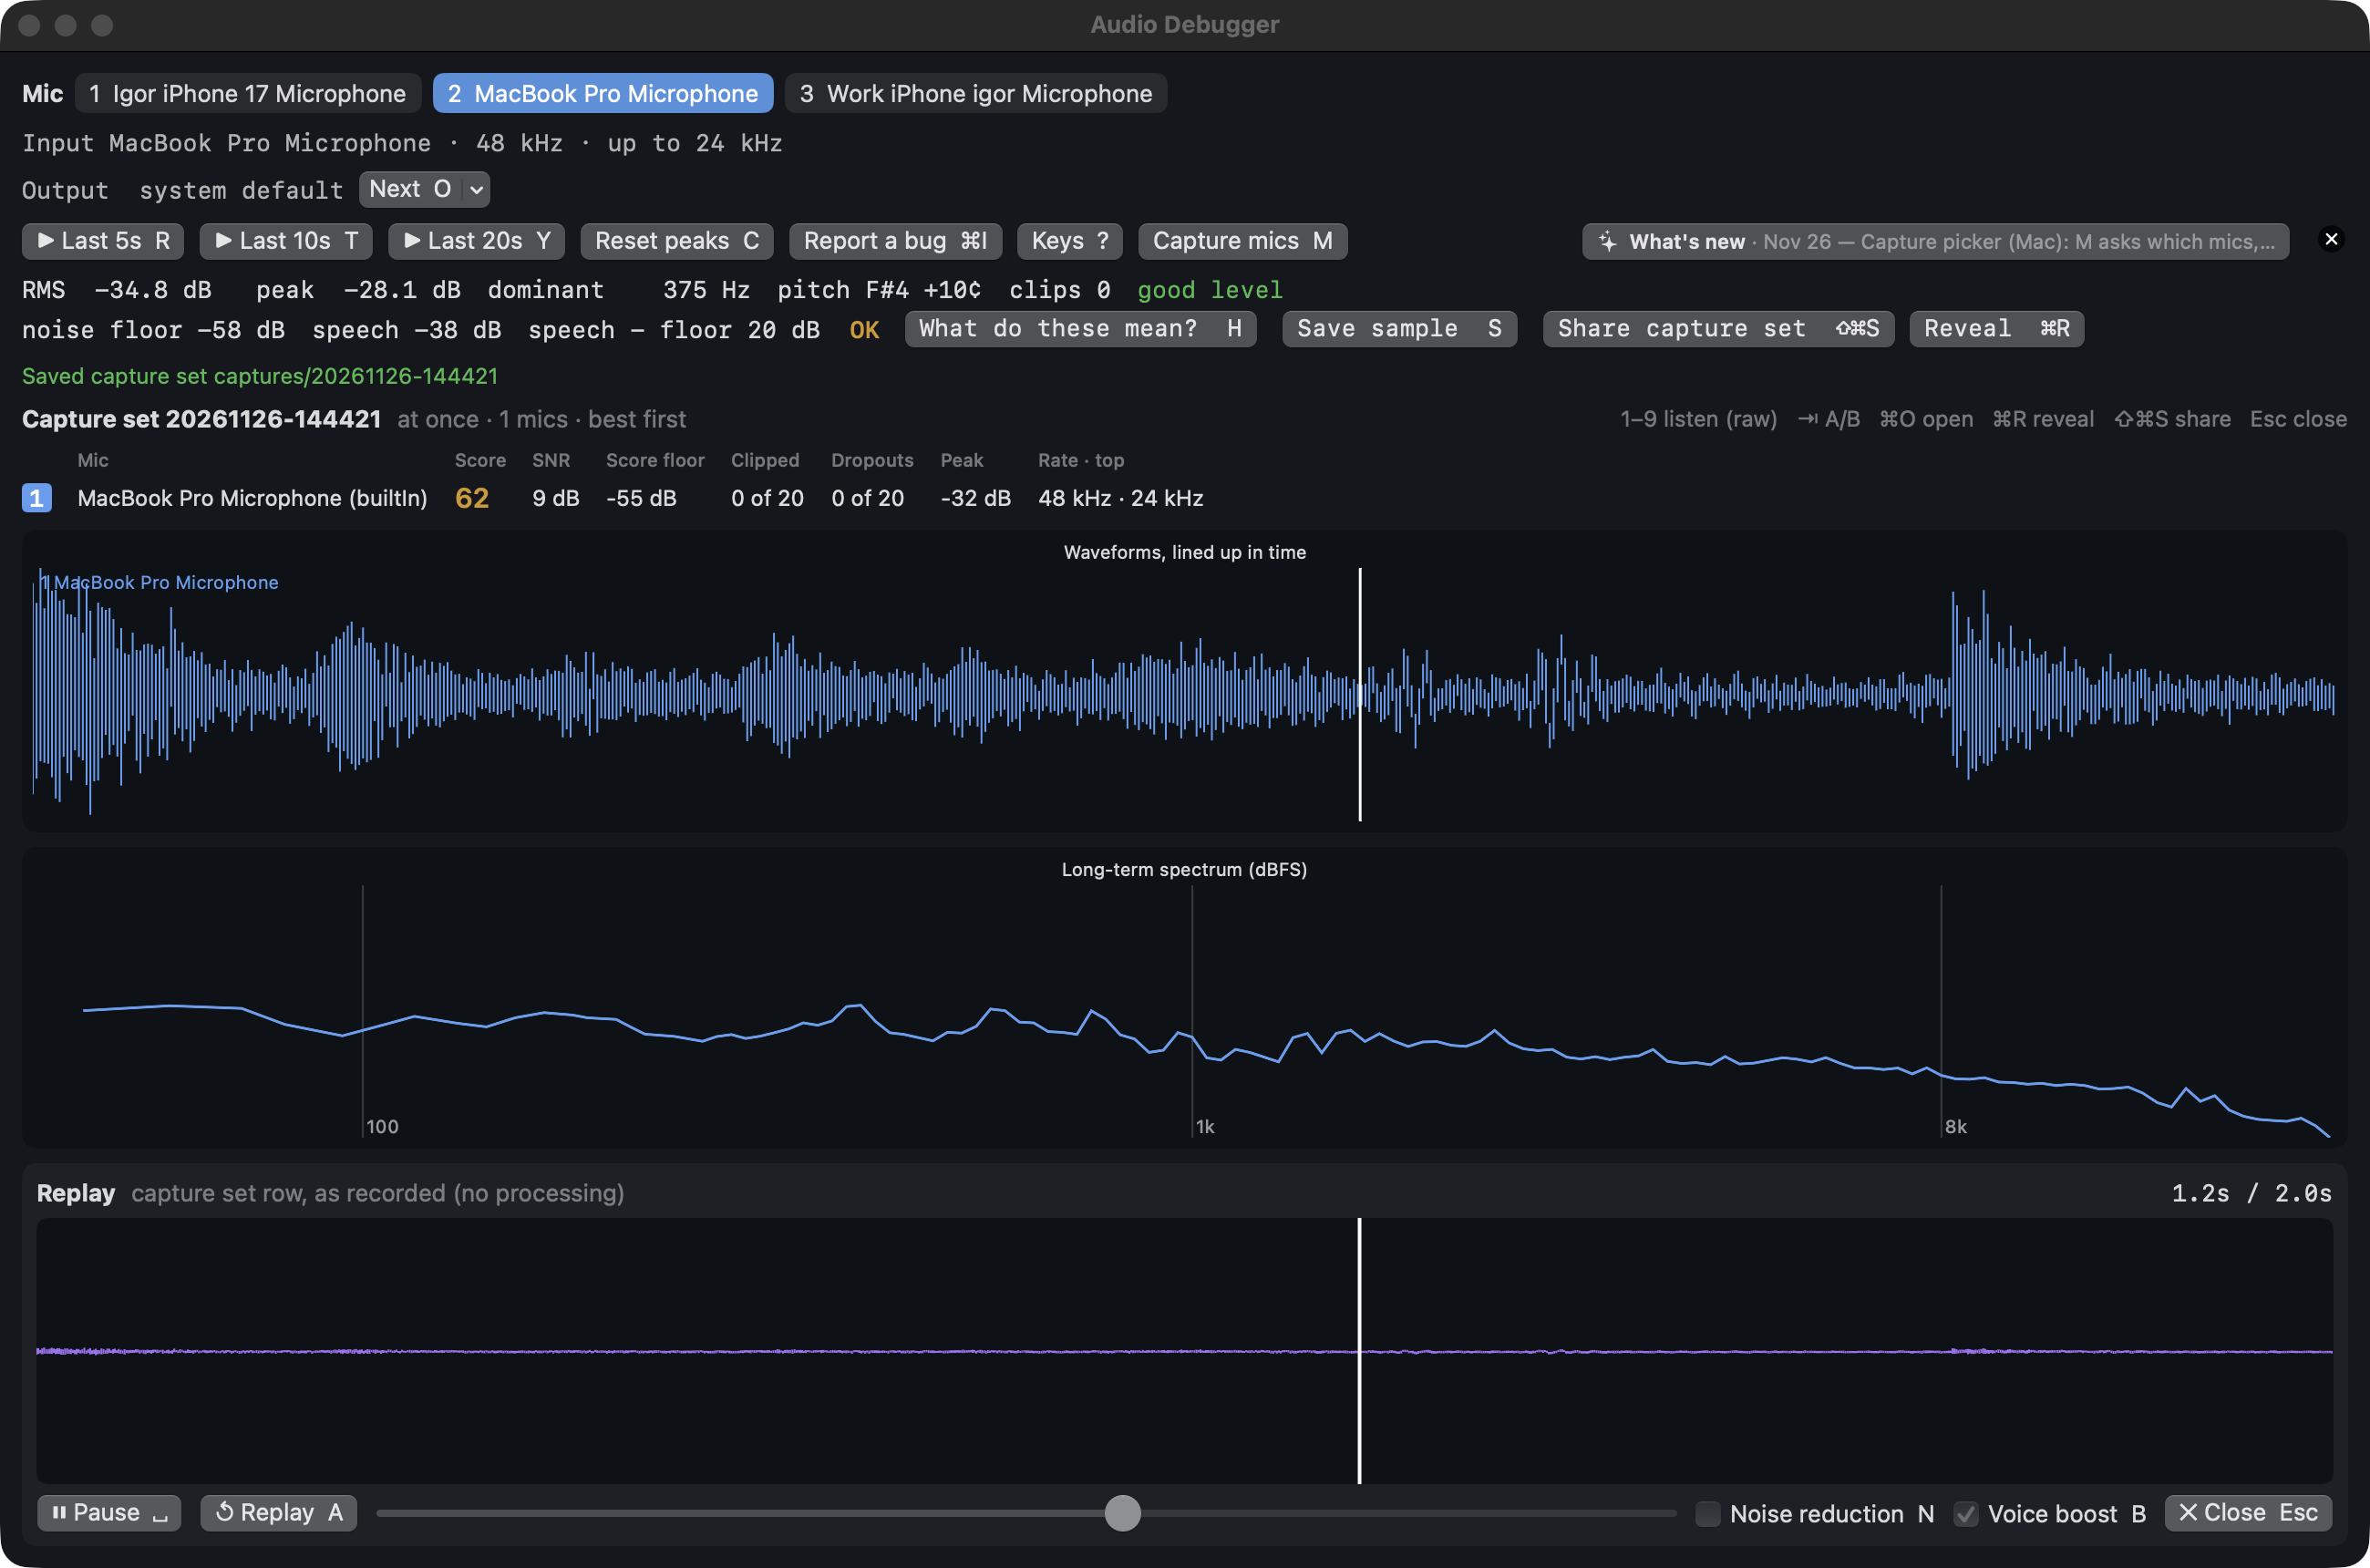 Audio Debugger
Mic 1 Igor iPhone 17 Microphone 2 MacBook Pro Microphone 3 Work iPhone igor Microphone
Input MacBook Pro Microphone · 48 kHz · up to 24 kHz
Output system default Next O
Last 5s R Last 10s T Last 20s Y Reset peaks C Report a bug ⌘I Keys ? Capture mics M What's new · Nov 26 — Capture picker (Mac): M asks which mics,...
RMS −34.8 dB peak −28.1 dB dominant 375 Hz pitch F#4 +10¢ clips 0 good level
noise floor −58 dB speech −38 dB speech − floor 20 dB OK What do these mean? H Save sample S Share capture set ⇧⌘S Reveal ⌘R
Saved capture set captures/20261126-144421
Capture set 20261126-144421 at once · 1 mics · best first 1–9 listen (raw) ⇥ A/B ⌘O open ⌘R reveal ⇧⌘S share Esc close
Mic Score SNR Score floor Clipped Dropouts Peak Rate · top
1 MacBook Pro Microphone (builtIn) 62 9 dB -55 dB 0 of 20 0 of 20 -32 dB 48 kHz · 24 kHz
Waveforms, lined up in time
1 MacBook Pro Microphone
Long-term spectrum (dBFS)
100 1k 8k
Replay capture set row, as recorded (no processing) 1.2s / 2.0s
Pause ⎵ Replay A Noise reduction N Voice boost B Close Esc